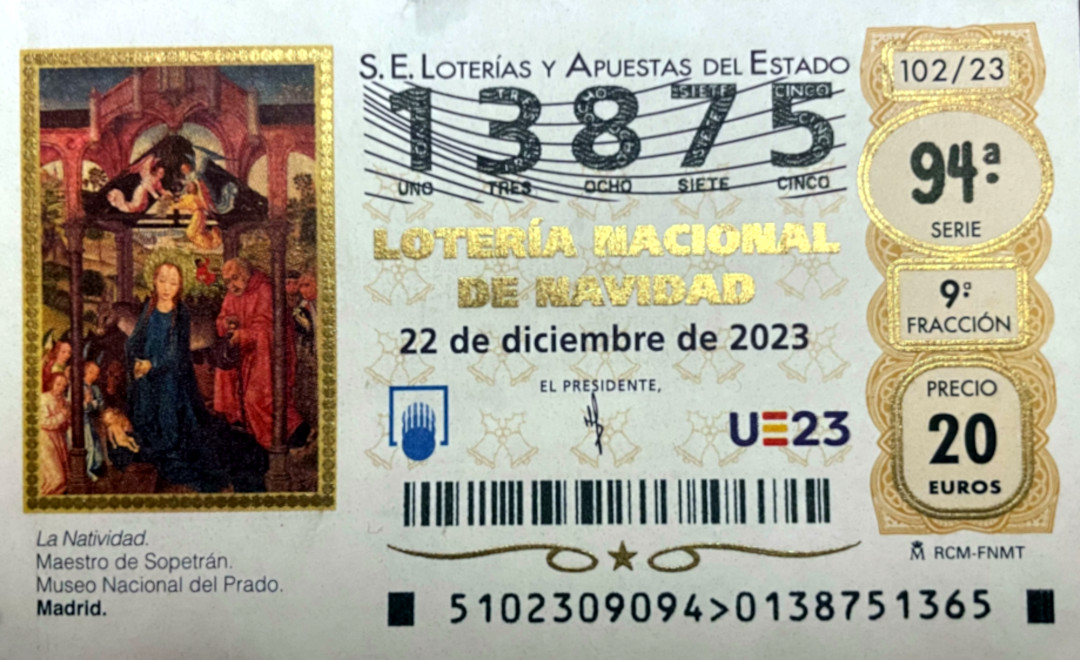 S. E. LOTERÍAS Y APUESTAS DEL ESTADO
13875
UNO TRES OCHO SIETE CINCO
LOTERÍA NACIONAL
DE NAVIDAD
22 de diciembre de 2023
EL PRESIDENTE,
UE23
102/23
94ª
SERIE
9ª
FRACCIÓN
PRECIO
20
EUROS
RCM-FNMT
La Natividad.
Maestro de Sopetrán.
Museo Nacional del Prado.
Madrid.
5102309094>0138751365